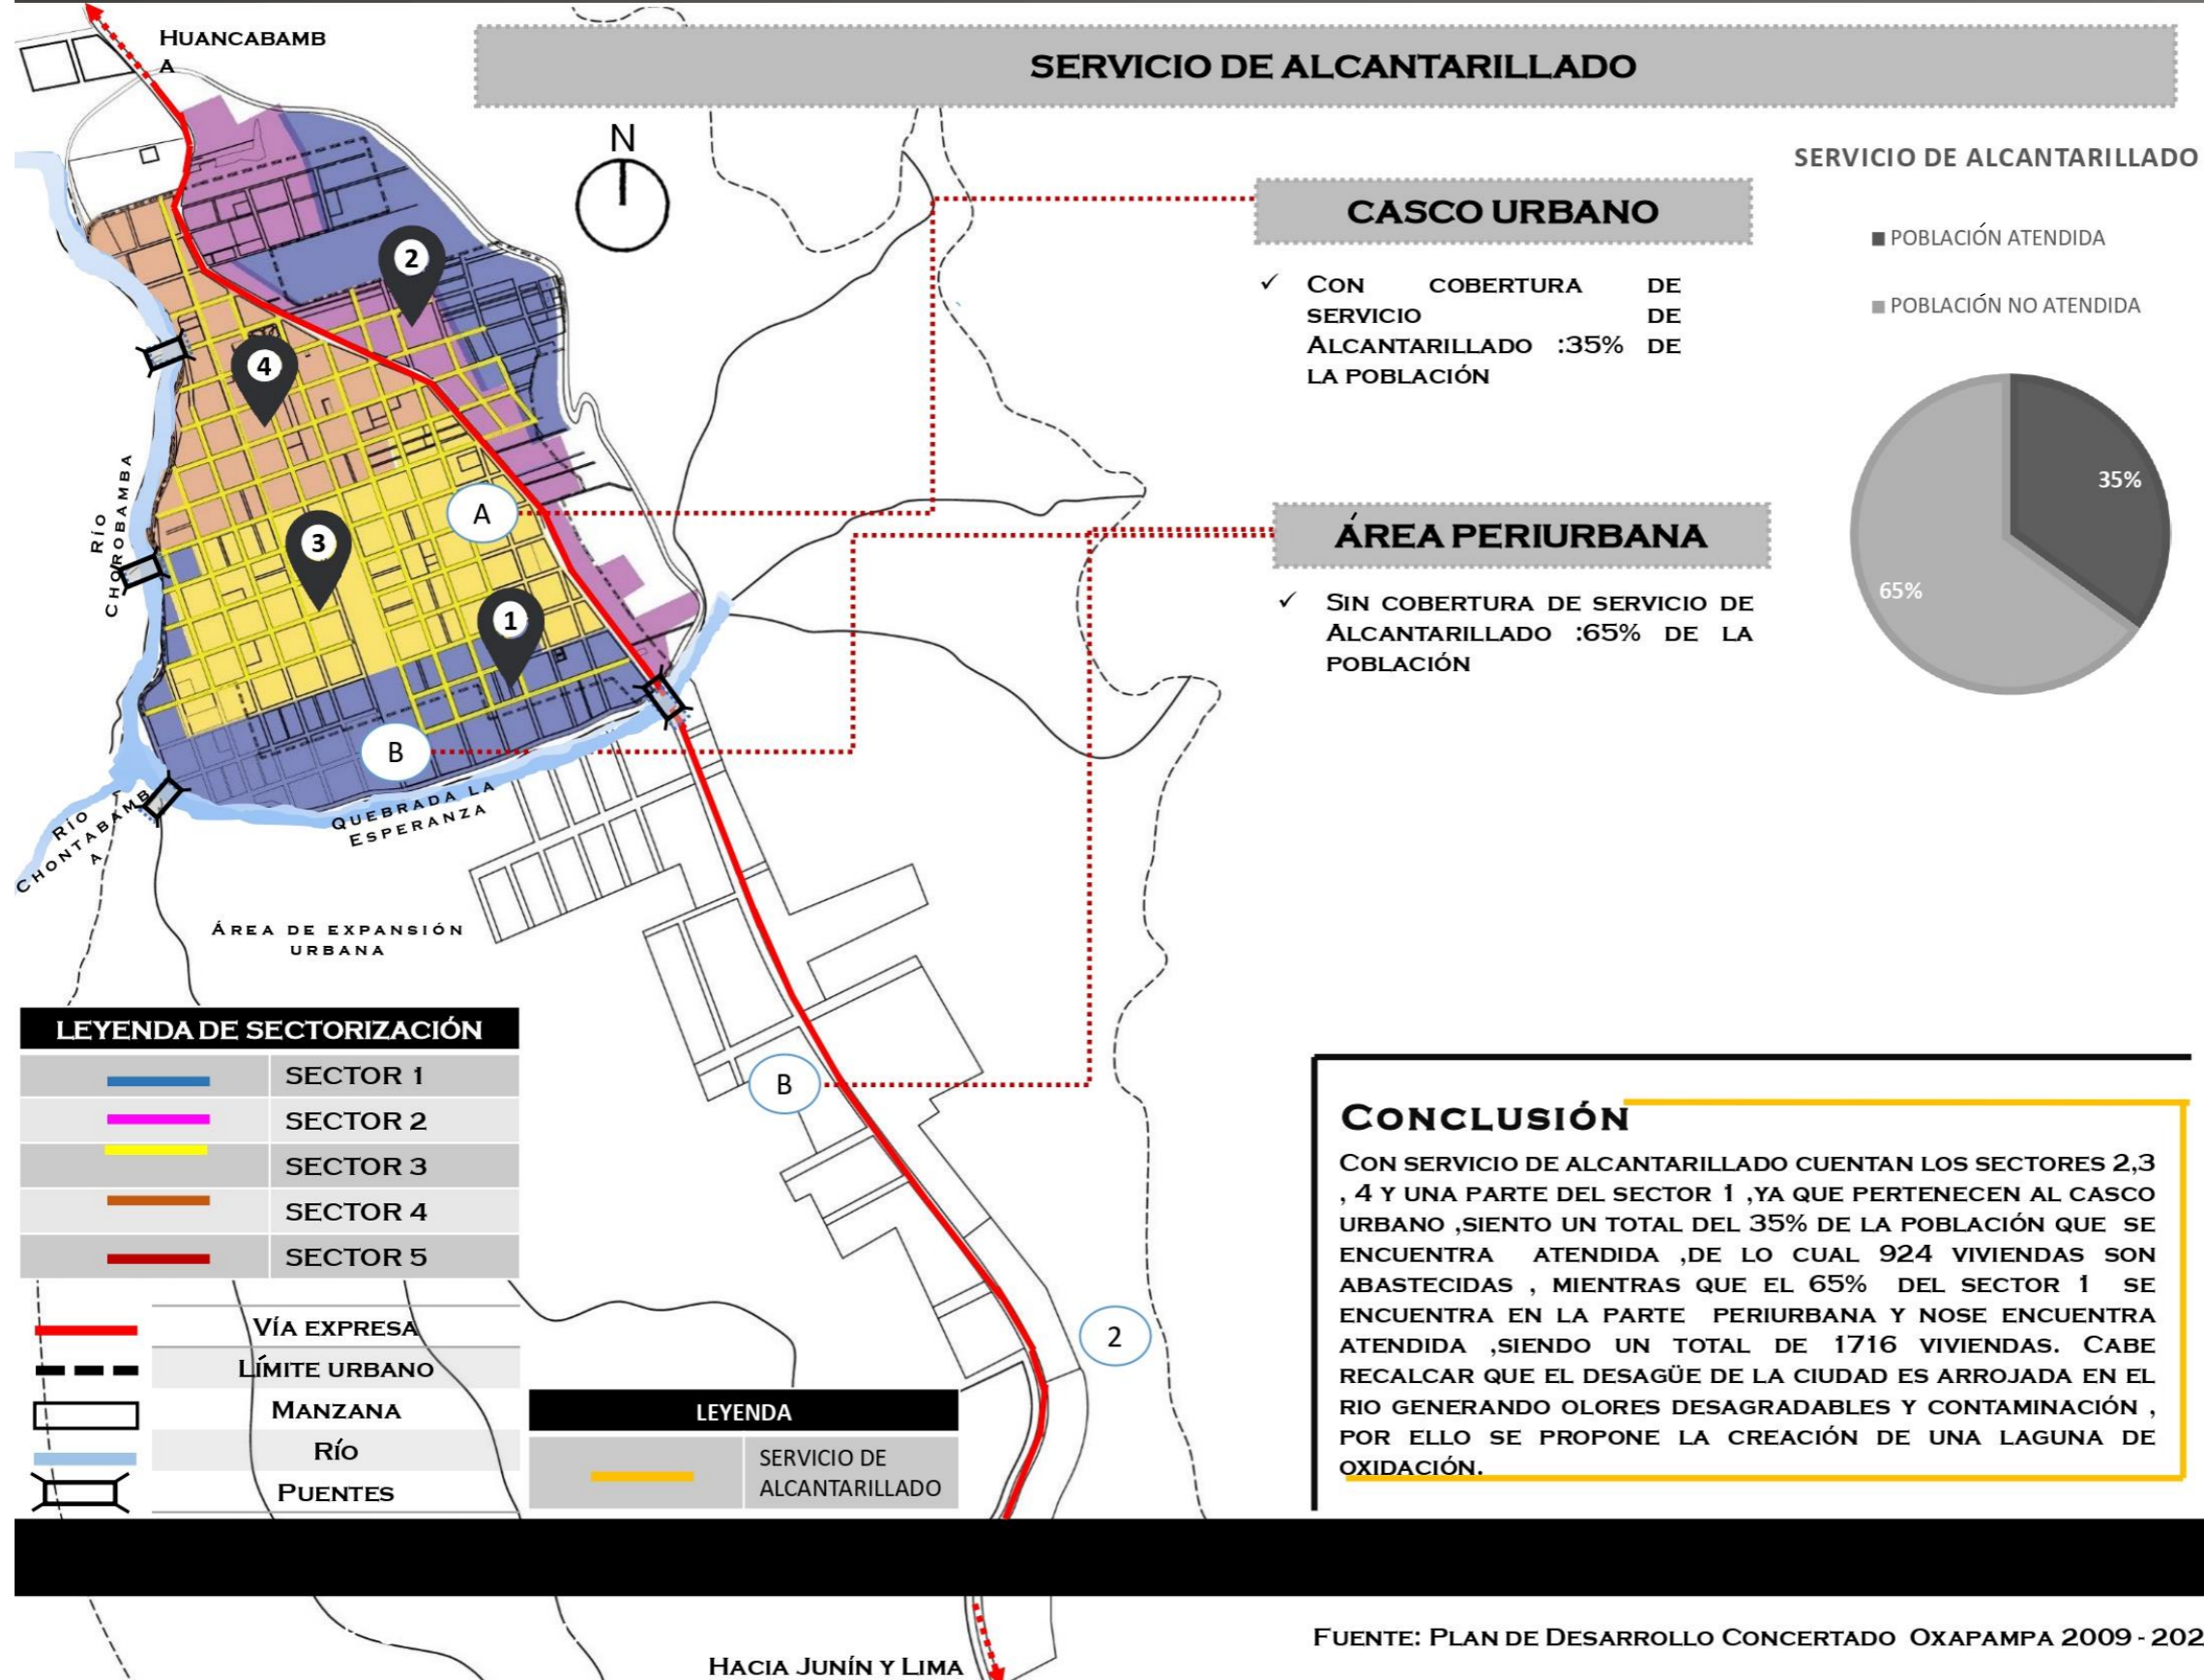 HUANCABAMB
A
SERVICIO DE ALCANTARILLADO
N
SERVICIO DE ALCANTARILLADO
POBLACIÓN ATENDIDA
POBLACIÓN NO ATENDIDA
35%
65%
CASCO URBANO
✓ CON COBERTURA DE
SERVICIO DE
ALCANTARILLADO :35% DE
LA POBLACIÓN
ÁREA PERIURBANA
✓ SIN COBERTURA DE SERVICIO DE
ALCANTARILLADO :65% DE LA
POBLACIÓN
2
4
A
3
1
B
RÍO
CHOROBAMBA
RÍO
CHONTABAMB
A
QUEBRADA LA
ESPERANZA
ÁREA DE EXPANSIÓN
URBANA
B
2
LEYENDA DE SECTORIZACIÓN
SECTOR 1
SECTOR 2
SECTOR 3
SECTOR 4
SECTOR 5
VÍA EXPRESA
LÍMITE URBANO
MANZANA
RÍO
PUENTES
LEYENDA
SERVICIO DE
ALCANTARILLADO
CONCLUSIÓN
CON SERVICIO DE ALCANTARILLADO CUENTAN LOS SECTORES 2,3
, 4 Y UNA PARTE DEL SECTOR 1 ,YA QUE PERTENECEN AL CASCO
URBANO ,SIENTO UN TOTAL DEL 35% DE LA POBLACIÓN QUE SE
ENCUENTRA ATENDIDA ,DE LO CUAL 924 VIVIENDAS SON
ABASTECIDAS , MIENTRAS QUE EL 65% DEL SECTOR 1 SE
ENCUENTRA EN LA PARTE PERIURBANA Y NOSE ENCUENTRA
ATENDIDA ,SIENDO UN TOTAL DE 1716 VIVIENDAS. CABE
RECALCAR QUE EL DESAGÜE DE LA CIUDAD ES ARROJADA EN EL
RIO GENERANDO OLORES DESAGRADABLES Y CONTAMINACIÓN ,
POR ELLO SE PROPONE LA CREACIÓN DE UNA LAGUNA DE
OXIDACIÓN.
FUENTE: PLAN DE DESARROLLO CONCERTADO OXAPAMPA 2009 - 202
HACIA JUNÍN Y LIMA